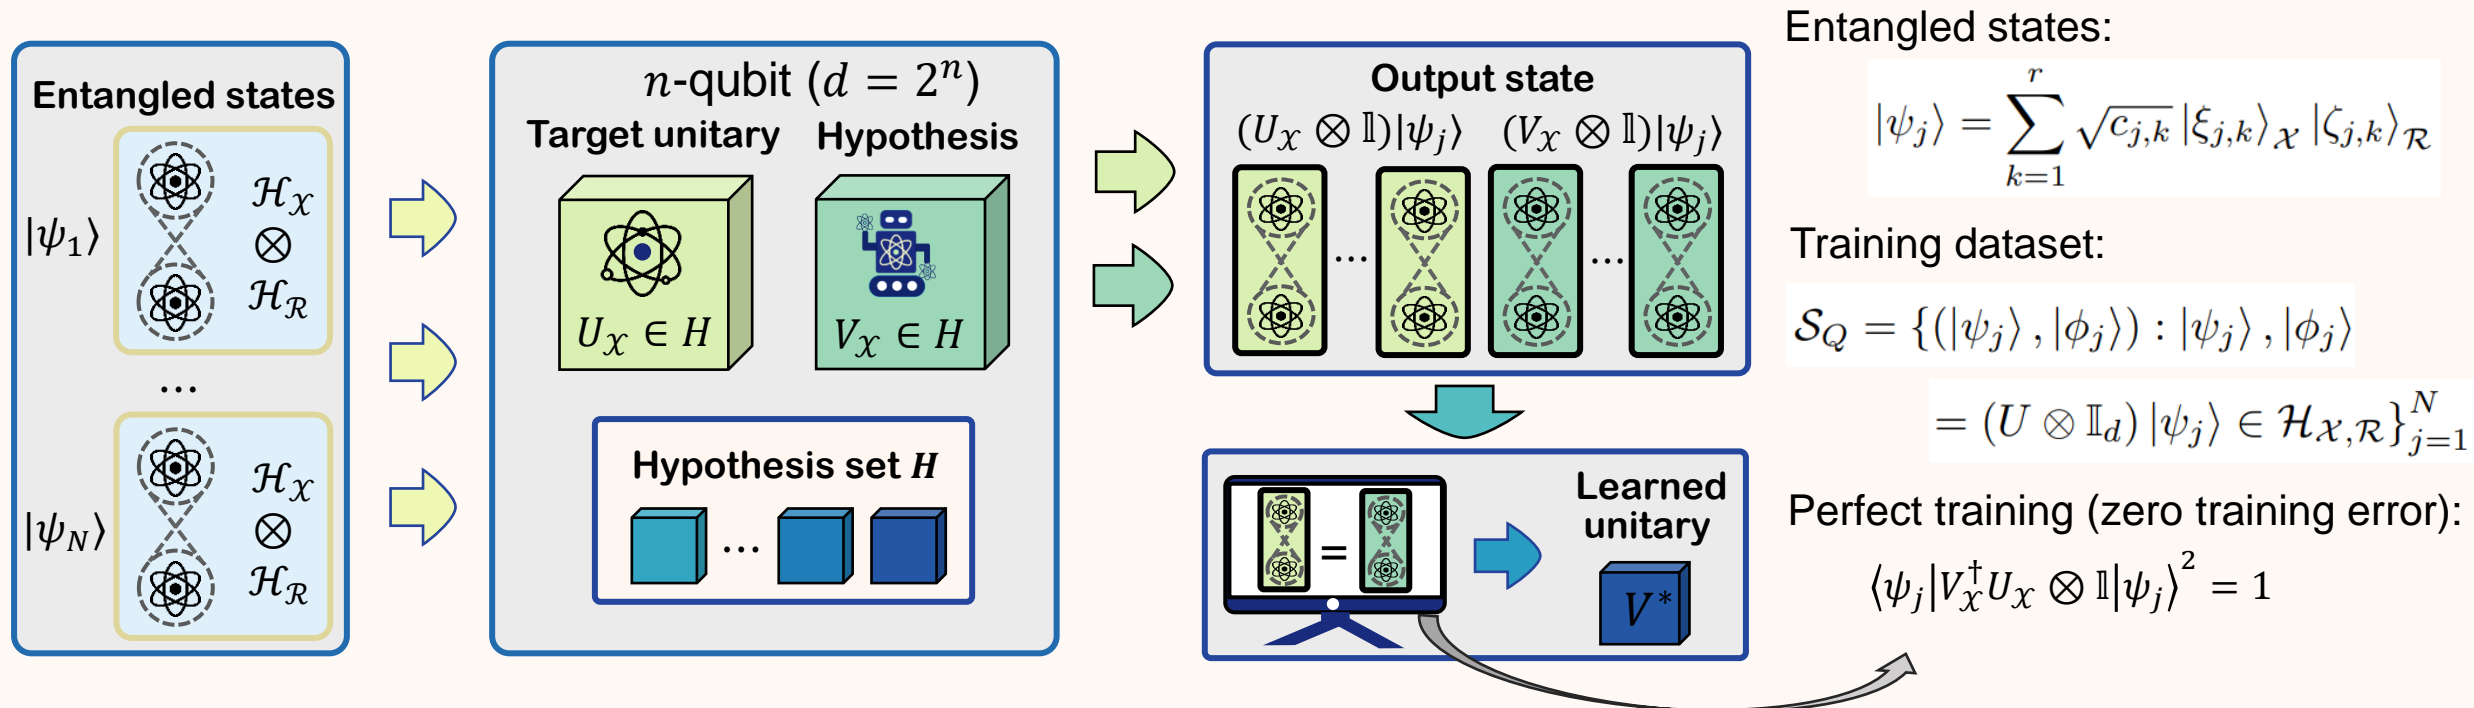 Entangled states
|ψ₁⟩
ℋ_𝒳
⊗
ℋ_ℛ
...
|ψ_N⟩
ℋ_𝒳
⊗
ℋ_ℛ
n-qubit (d = 2ⁿ)
Target unitary Hypothesis
U_𝒳 ∈ H V_𝒳 ∈ H
Hypothesis set H
...
Output state
(U_𝒳 ⊗ 𝕀)|ψ_j⟩ (V_𝒳 ⊗ 𝕀)|ψ_j⟩
... ...
=
Learned
unitary
V*
Entangled states:
|ψ_j⟩ = ∑_{k=1}^{r} √c_{j,k} |ξ_{j,k}⟩_𝒳 |ζ_{j,k}⟩_ℛ
Training dataset:
𝒮_Q = {(|ψ_j⟩ , |ϕ_j⟩) : |ψ_j⟩ , |ϕ_j⟩
= (U ⊗ 𝕀_d) |ψ_j⟩ ∈ ℋ_{𝒳,ℛ}}_{j=1}^{N}
Perfect training (zero training error):
⟨ψ_j|V_𝒳^† U_𝒳 ⊗ 𝕀|ψ_j⟩² = 1